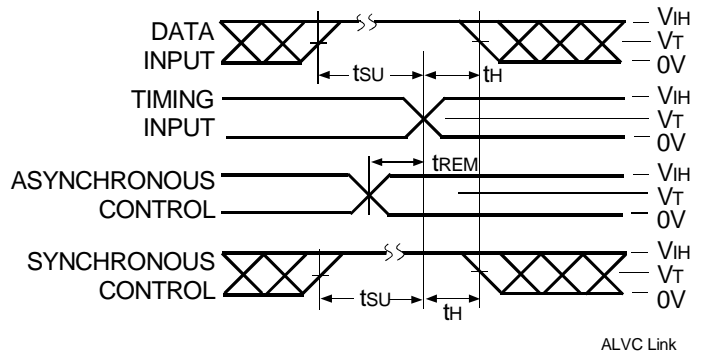 DATA INPUT
tSU
tH
VIH
VT
0V
TIMING INPUT
VIH
VT
0V
tREM
ASYNCHRONOUS CONTROL
VIH
VT
0V
SYNCHRONOUS CONTROL
tSU
tH
VIH
VT
0V
ALVC Link